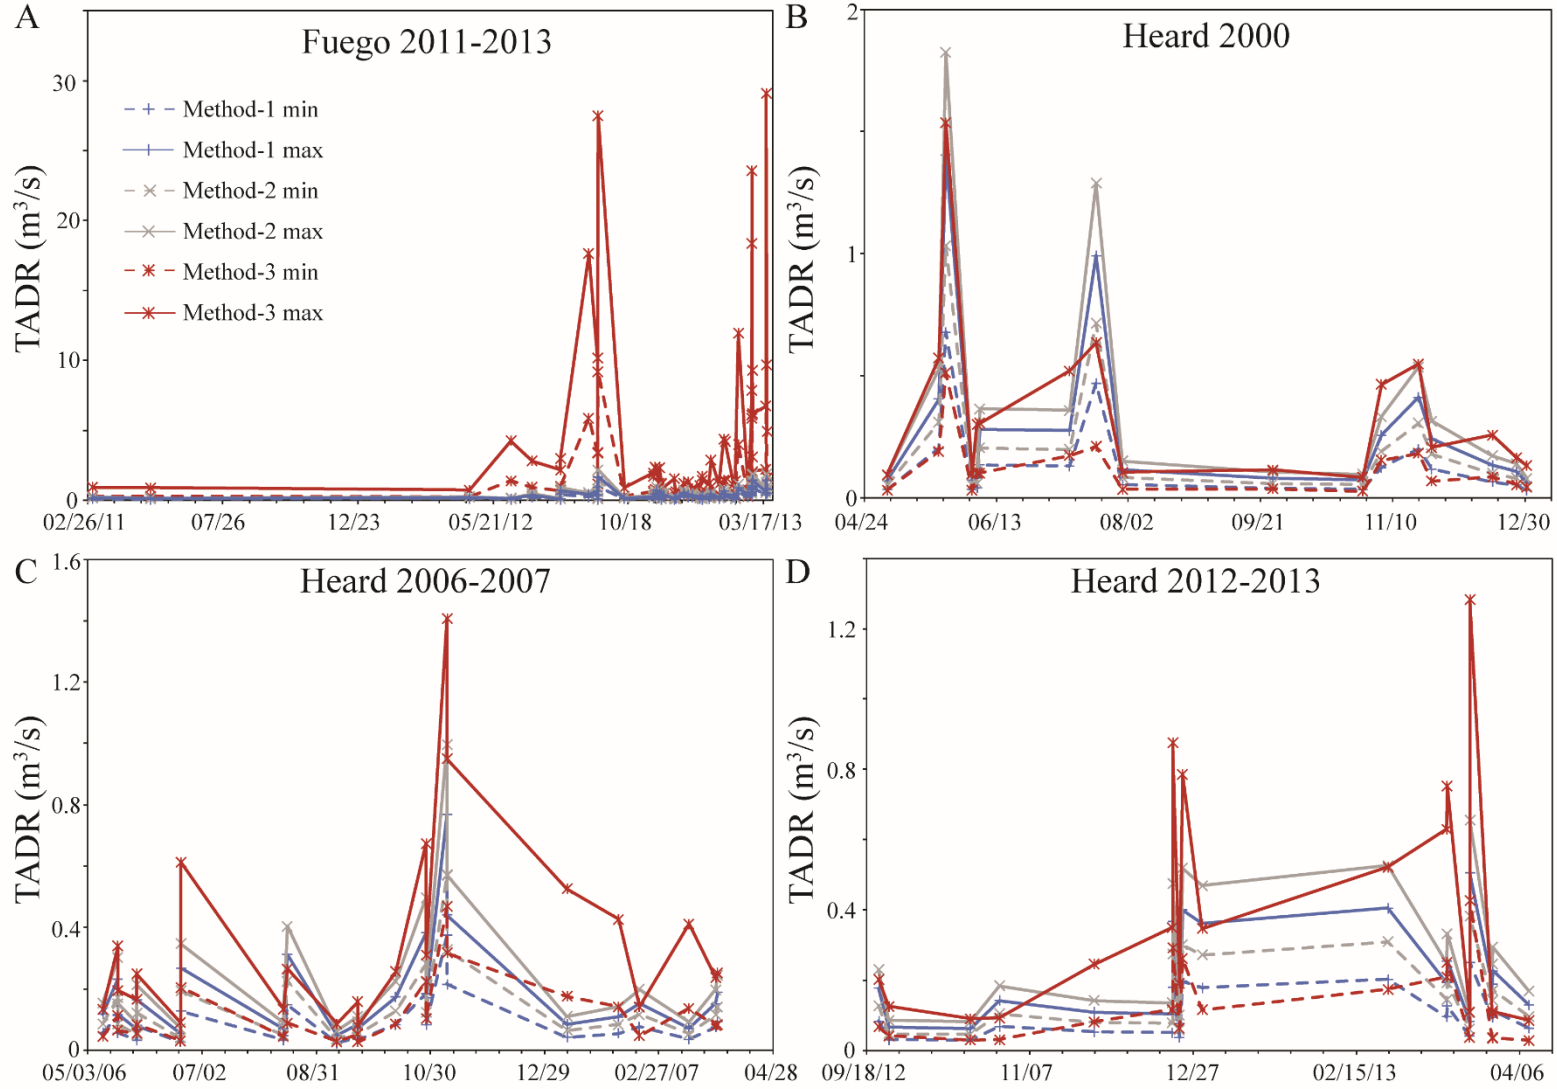 A
Fuego 2011-2013
TADR (m³/s)
30
20
10
0
Method-1 min
Method-1 max
Method-2 min
Method-2 max
Method-3 min
Method-3 max
02/26/11 07/26 12/23 05/21/12 10/18 03/17/13
B
Heard 2000
TADR (m³/s)
2
1
0
04/24 06/13 08/02 09/21 11/10 12/30
C
Heard 2006-2007
TADR (m³/s)
1.6
1.2
0.8
0.4
0
05/03/06 07/02 08/31 10/30 12/29 02/27/07 04/28
D
Heard 2012-2013
TADR (m³/s)
1.2
0.8
0.4
0
09/18/12 11/07 12/27 02/15/13 04/06